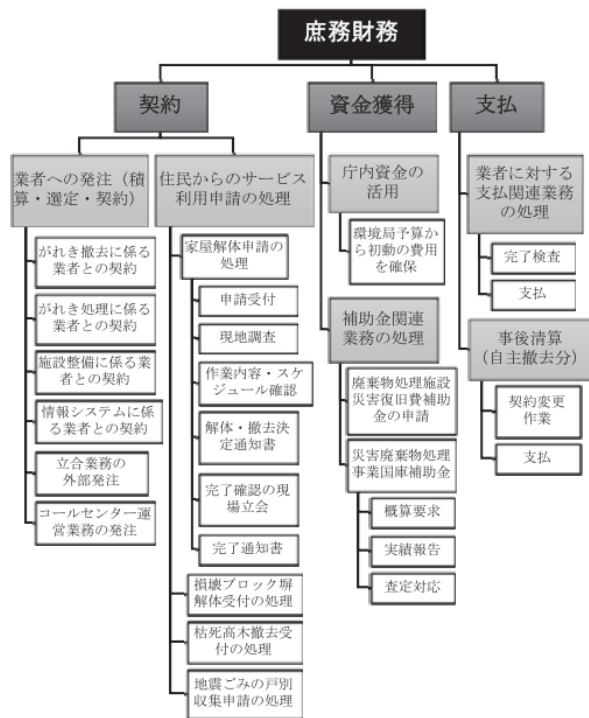 庶務財務
契約
資金獲得
支払
業者への発注（積
算・選定・契約）
がれき撤去に係る
業者との契約
がれき処理に係る
業者との契約
施設整備に係る業
者との契約
情報システムに係
る業者との契約
立合業務の
外部発注
コールセンター運
営業務の発注
住民からのサービス
利用申請の処理
家屋解体申請の
処理
申請受付
現地調査
作業内容・スケ
ジュール確認
解体・撤去決
定通知書
完了確認の現
場立会
完了通知書
損壊ブロック塀
解体受付の処理
枯死高木撤去受
付の処理
地震ごみの戸別
収集申請の処理
庁内資金の
活用
環境局予算か
ら初動の費用
を確保
補助金関連
業務の処理
廃棄物処理施設
災害復旧費補助
金の申請
災害廃棄物処理
事業国庫補助金
概算要求
実績報告
査定対応
業者に対する
支払関連業務
の処理
完了検査
支払
事後清算
（自主撤去分）
契約変更
作業
支払